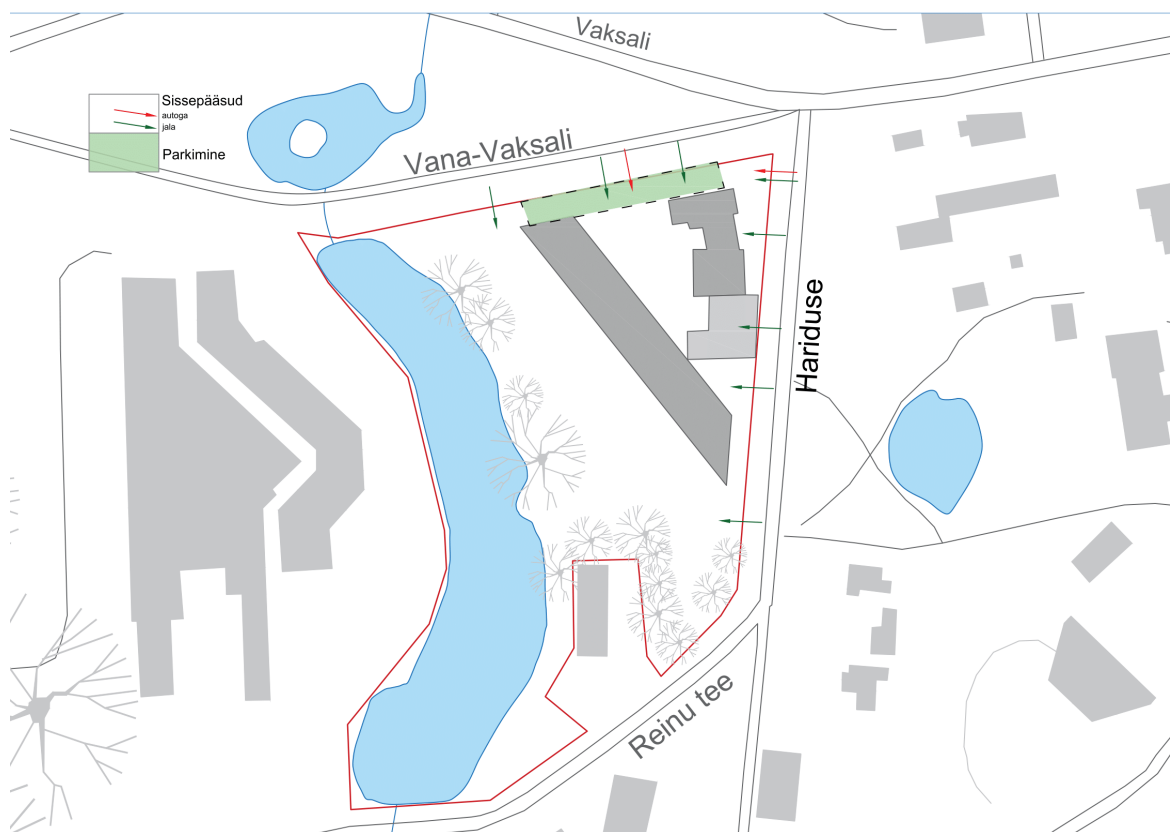 Vaksali
Sissepääsud
autoga
jala
Parkimine
Vana-Vaksali
Hariduse
Reinu tee